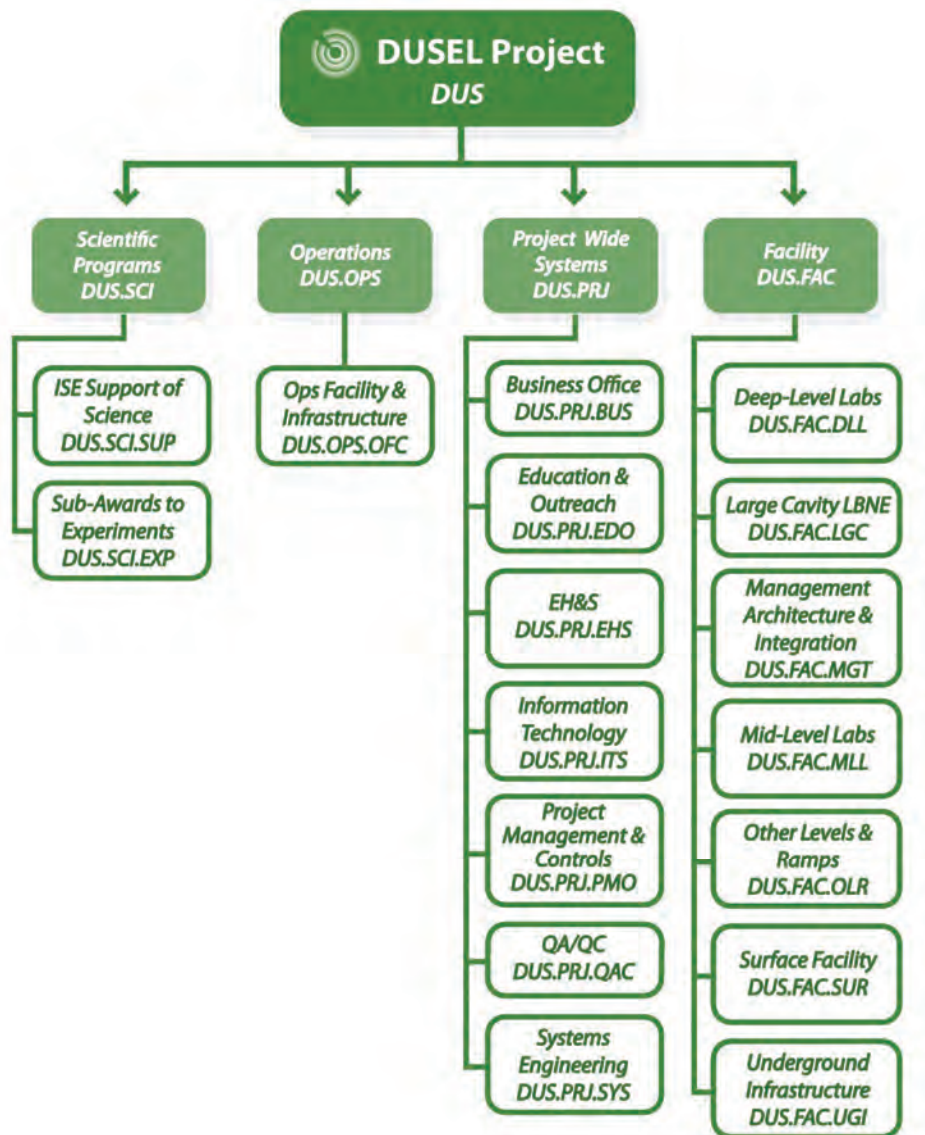 DUSEL Project
DUS
Scientific
Programs
DUS.SCI
ISE Support of
Science
DUS.SCI.SUP
Sub-Awards to
Experiments
DUS.SCI.EXP
Operations
DUS.OPS
Ops Facility &
Infrastructure
DUS.OPS.OFC
Project Wide
Systems
DUS.PRJ
Business Office
DUS.PRJ.BUS
Education &
Outreach
DUS.PRJ.EDO
EH&S
DUS.PRJ.EHS
Information
Technology
DUS.PRJ.ITS
Project
Management &
Controls
DUS.PRJ.PMO
QA/QC
DUS.PRJ.QAC
Systems
Engineering
DUS.PRJ.SYS
Facility
DUS.FAC
Deep-Level Labs
DUS.FAC.DLL
Large Cavity LBNE
DUS.FAC.LGC
Management
Architecture &
Integration
DUS.FAC.MGT
Mid-Level Labs
DUS.FAC.MLL
Other Levels &
Ramps
DUS.FAC.OLR
Surface Facility
DUS.FAC.SUR
Underground
Infrastructure
DUS.FAC.UGI